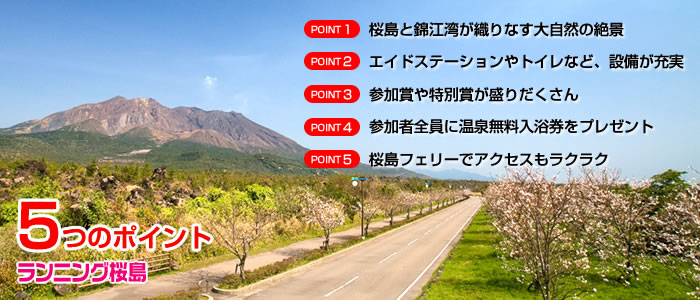 POINT 1 桜島と錦江湾が織りなす大自然の絶景
POINT 2 エイドステーションやトイレなど、設備が充実
POINT 3 参加賞や特別賞が盛りだくさん
POINT 4 参加者全員に温泉無料入浴券をプレゼント
POINT 5 桜島フェリーでアクセスもラクラク
5つのポイント
ランニング桜島